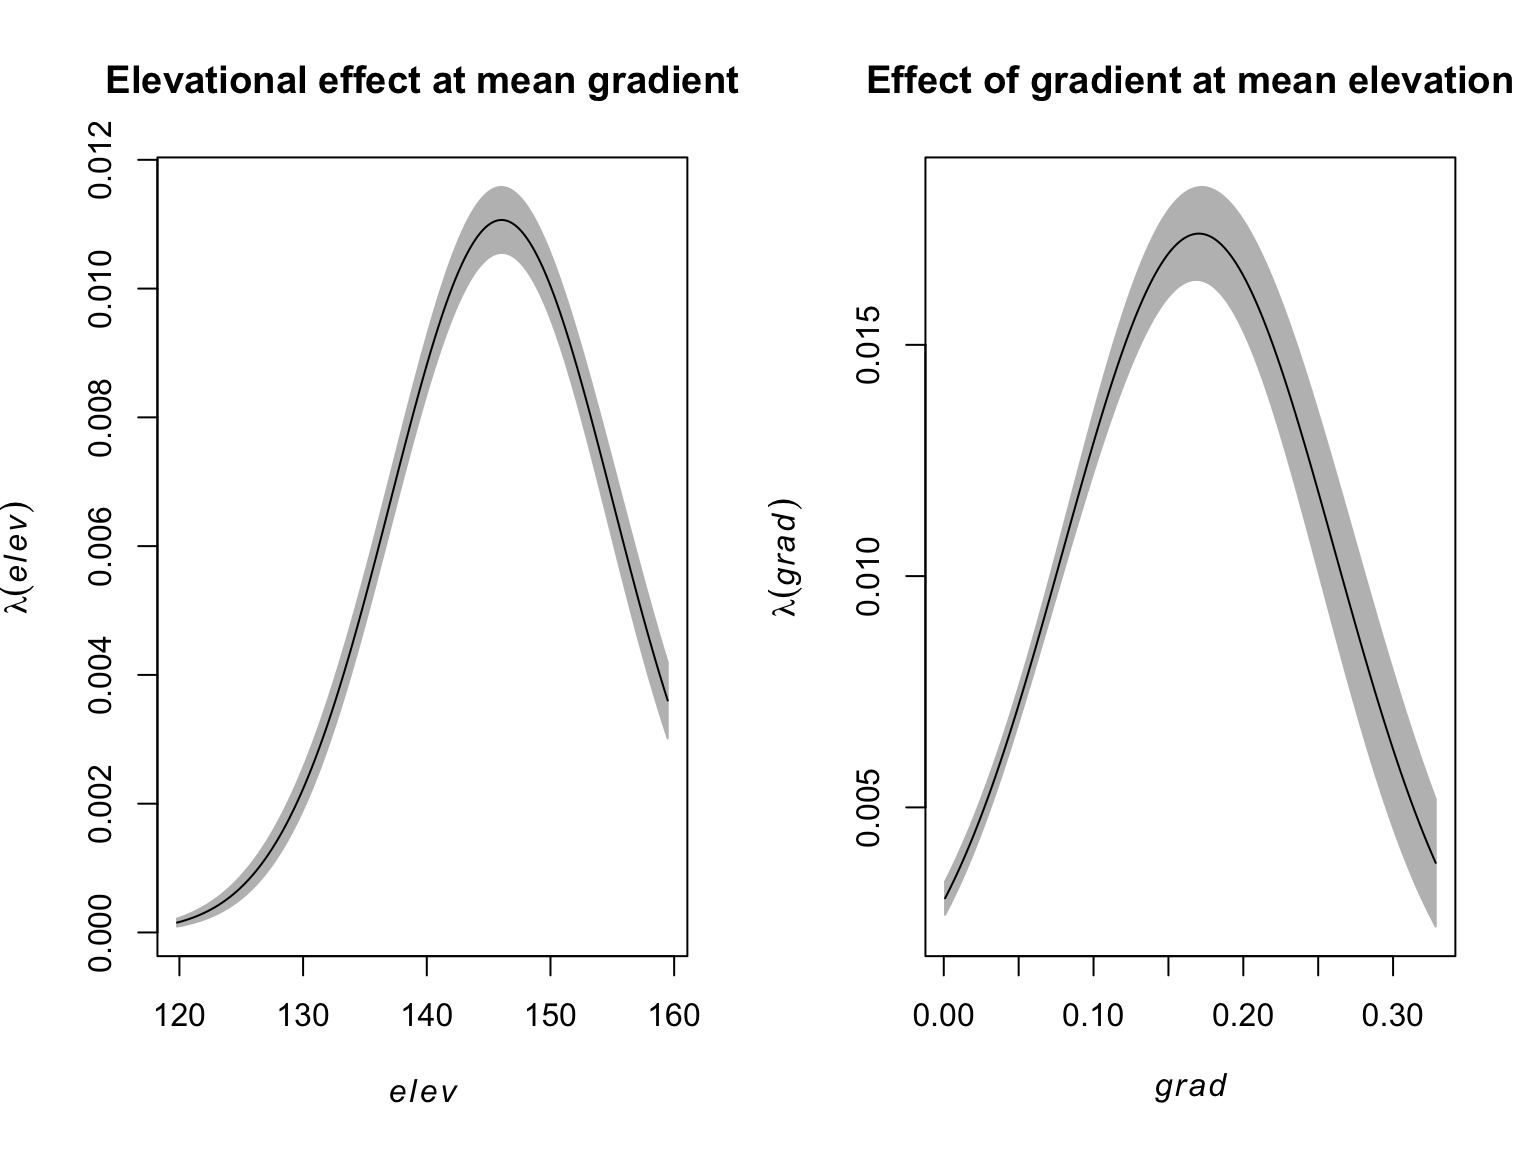 Elevational effect at mean gradient
λ(elev)
0.012
0.010
0.008
0.006
0.004
0.002
0.000
120 130 140 150 160
elev
Effect of gradient at mean elevation
λ(grad)
0.015
0.010
0.005
0.00 0.10 0.20 0.30
grad